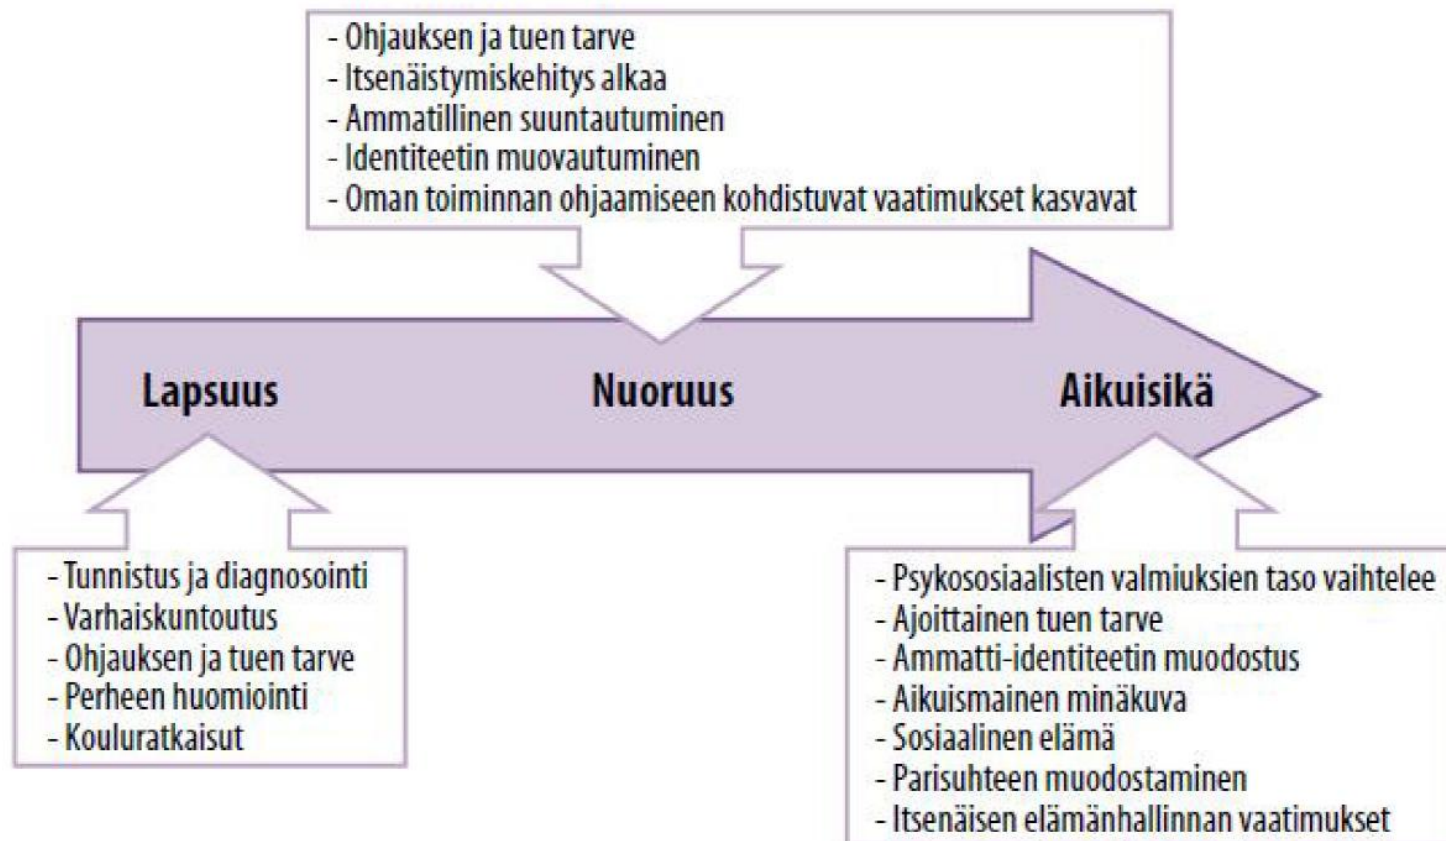 - Ohjauksen ja tuen tarve
- Itsenäistymiskehitys alkaa
- Ammatillinen suuntautuminen
- Identiteetin muovautuminen
- Oman toiminnan ohjaamiseen kohdistuvat vaatimukset kasvavat
Lapsuus
Nuoruus
Aikuisikä
- Tunnistus ja diagnosointi
- Varhaiskuntoutus
- Ohjauksen ja tuen tarve
- Perheen huomiointi
- Kouluratkaisut
- Psykososiaalisten valmiuksien taso vaihtelee
- Ajoittainen tuen tarve
- Ammatti-identiteetin muodostus
- Aikuismainen minäkuva
- Sosiaalinen elämä
- Parisuhteen muodostaminen
- Itsenäisen elämänhallinnan vaatimukset